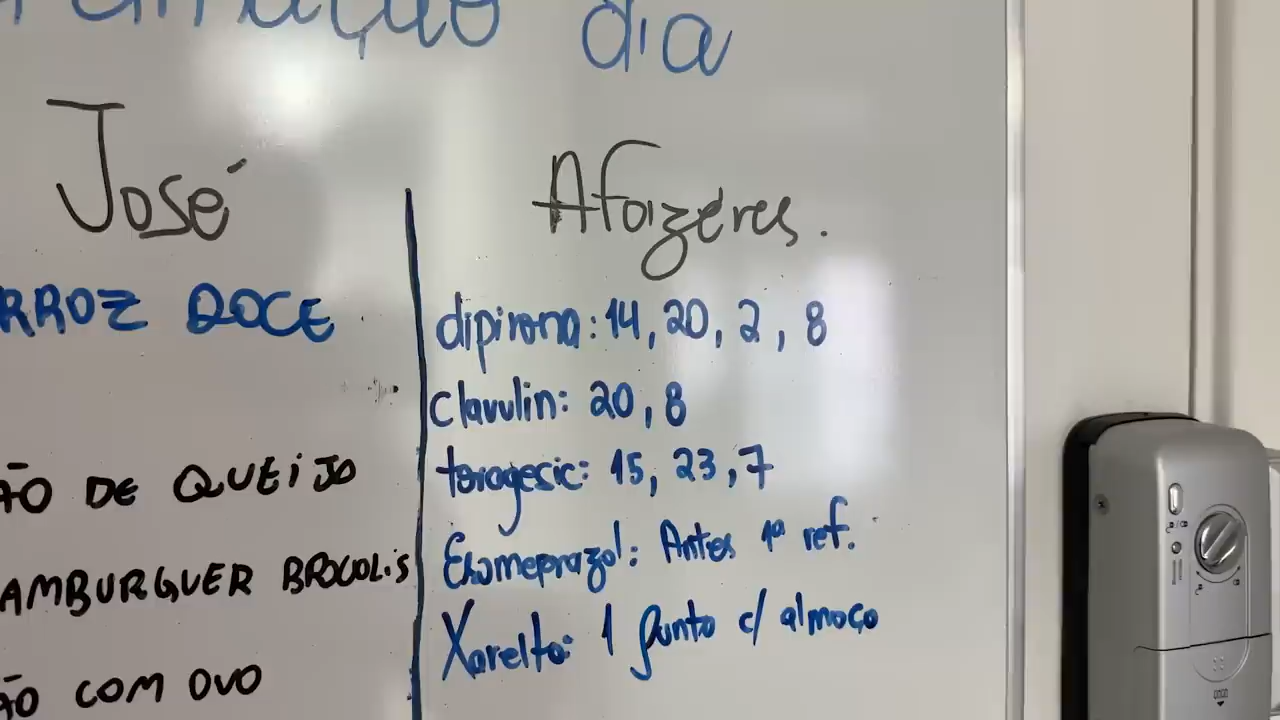 dia
José
Afazeres.
RROZ DOCE
dipirona: 14, 20, 2, 8
clavulin: 20, 8
ÃO DE QUEIJO
toragesic: 15, 23, 7
AMBURGUER BROCOLIS
Esomeprazol: Antes 1ª ref.
ÃO COM OVO
Xarelto: 1 junto c/ almoço